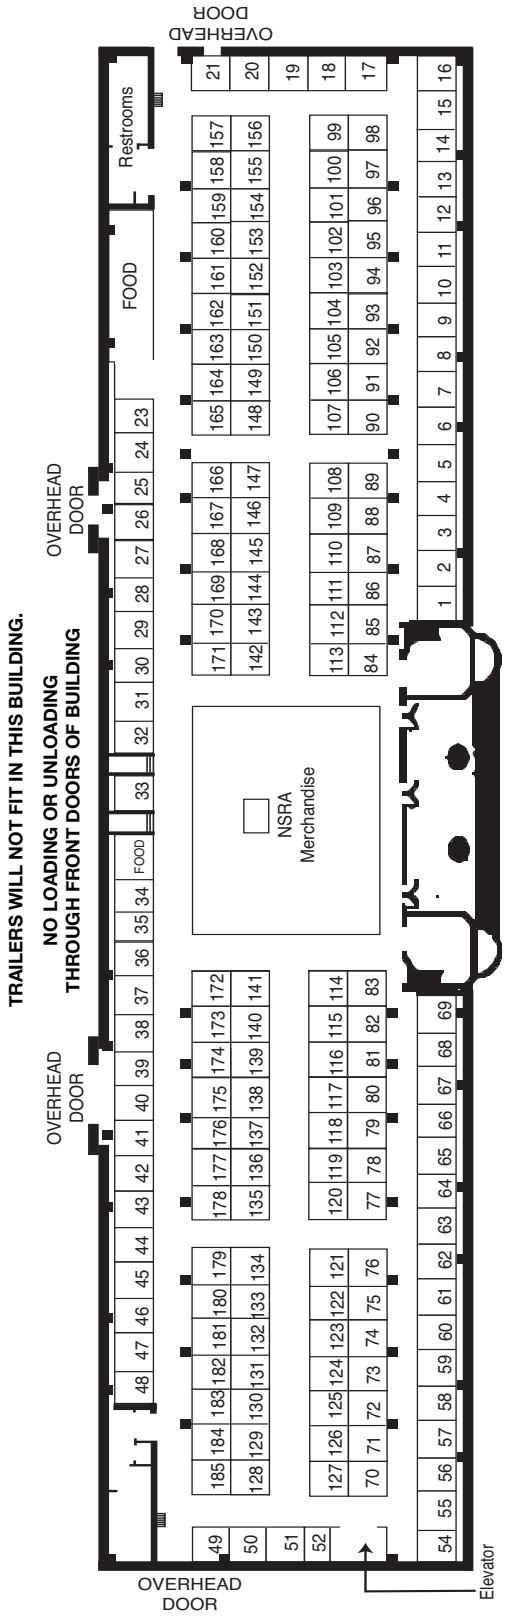 TRAILERS WILL NOT FIT IN THIS BUILDING.
NO LOADING OR UNLOADING
THROUGH FRONT DOORS OF BUILDING
OVERHEAD
DOOR
OVERHEAD
DOOR
OVERHEAD
DOOR
OVERHEAD
DOOR
48 47 46 45 44 43 42 41 40 39 38 37 36 35 34 FOOD 33 32 31 30 29 28 27 26 25 24 23 FOOD Restrooms
49 185 184 183 182 181 180 179 178 177 176 175 174 173 172 171 170 169 168 167 166 165 164 163 162 161 160 159 158 157 21
50 128 129 130 131 132 133 134 135 136 137 138 139 140 141 142 143 144 145 146 147 148 149 150 151 152 153 154 155 156 20
NSRA
Merchandise
51 19
52 127 126 125 124 123 122 121 120 119 118 117 116 115 114 113 112 111 110 109 108 107 106 105 104 103 102 101 100 99 18
70 71 72 73 74 75 76 77 78 79 80 81 82 83 84 85 86 87 88 89 90 91 92 93 94 95 96 97 98 17
54 55 56 57 58 59 60 61 62 63 64 65 66 67 68 69 1 2 3 4 5 6 7 8 9 10 11 12 13 14 15 16
Elevator